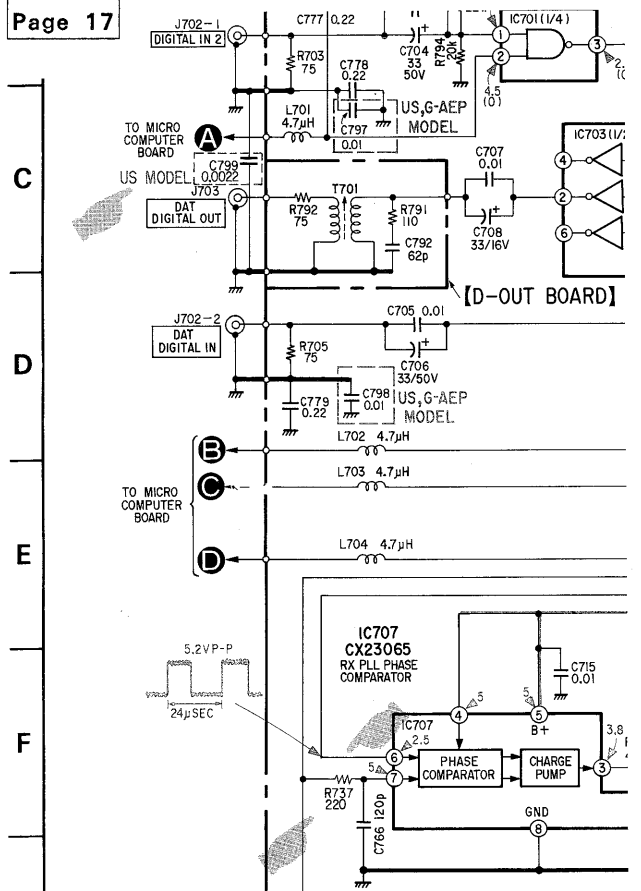 Page 17
J702-1
DIGITAL IN 2
C777 0.22
R703
75
C704
33
50V
R794
20k
IC701 (1/4)
1
2
3
4.5
(0)
C778
0.22
L701
4.7µH
C797
0.01
US,G-AEP
MODEL
TO MICRO
COMPUTER
BOARD
A
C799
0.0022
US MODEL
C
J703
DAT
DIGITAL OUT
R792
75
T701
R791
110
C792
62p
C707
0.01
C708
33/16V
IC703 (1/2
4
2
6
【D-OUT BOARD】
J702-2
DAT
DIGITAL IN
C705 0.01
R705
75
C706
33/50V
D
C779
0.22
C798
0.01
US,G-AEP
MODEL
B
L702 4.7µH
C
L703 4.7µH
TO MICRO
COMPUTER
BOARD
E
D
L704 4.7µH
IC707
CX23065
RX PLL PHASE
COMPARATOR
5.2VP-P
24µSEC
C715
0.01
F
IC707
4
5
5
B+
5
6
2.5
7
5
PHASE
COMPARATOR
CHARGE
PUMP
3
3.8
R737
220
C766 120p
GND
8